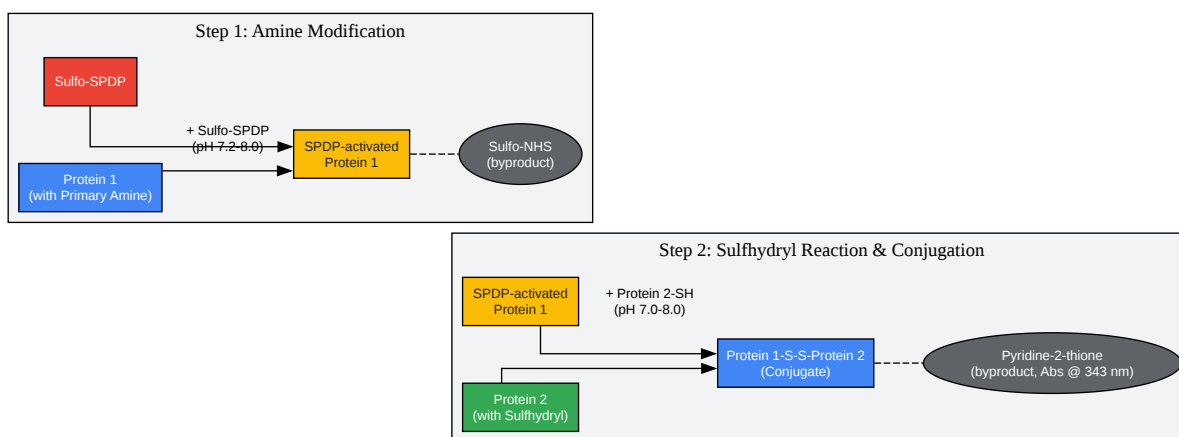 Step 1: Amine Modification
Sulfo-SPDP
+ Sulfo-SPDP
(pH 7.2-8.0)
Protein 1
(with Primary Amine)
SPDP-activated
Protein 1
Sulfo-NHS
(byproduct)
Step 2: Sulfhydryl Reaction & Conjugation
SPDP-activated
Protein 1
+ Protein 2-SH
(pH 7.0-8.0)
Protein 2
(with Sulfhydryl)
Protein 1-S-S-Protein 2
(Conjugate)
Pyridine-2-thione
(byproduct, Abs @ 343 nm)